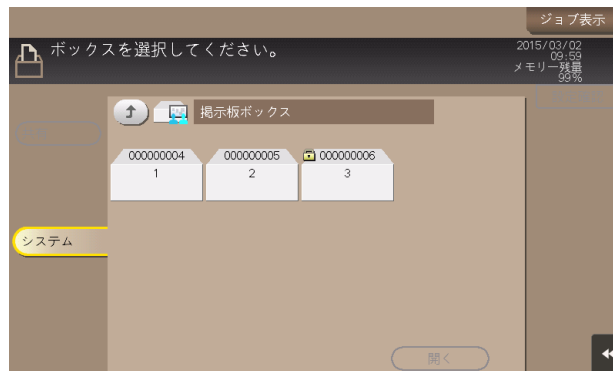 ジョブ表示
ボックスを選択してください。
2015/03/02
09:59
メモリー残量
99%
掲示板ボックス
000000004
000000005
000000006
1
2
3
システム
開く